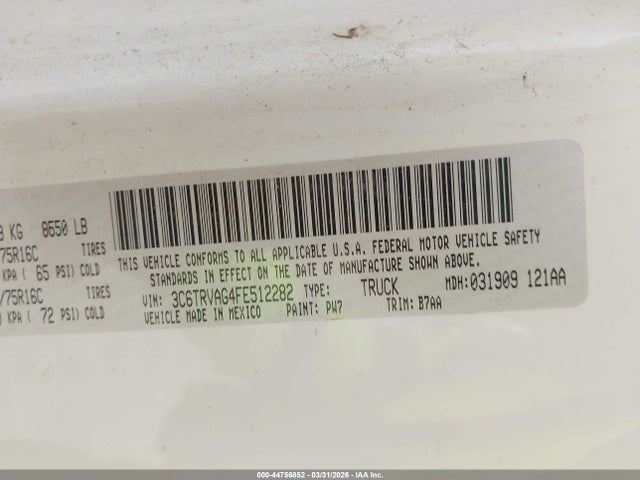 KG 8550 LB
75R16C TIRES
KPA ( 65 PSI) COLD
/75R16C TIRES
KPA ( 72 PSI) COLD
THIS VEHICLE CONFORMS TO ALL APPLICABLE U.S.A. FEDERAL MOTOR VEHICLE SAFETY
STANDARDS IN EFFECT ON THE DATE OF MANUFACTURE SHOWN ABOVE.
VIN: 3C6TRVAG4FE512282 TYPE: TRUCK MDH: 031909 121AA
VEHICLE MADE IN MEXICO PAINT: PW7 TRIM: B7AA
000-44756852 - 03/31/2026 - IAA Inc.